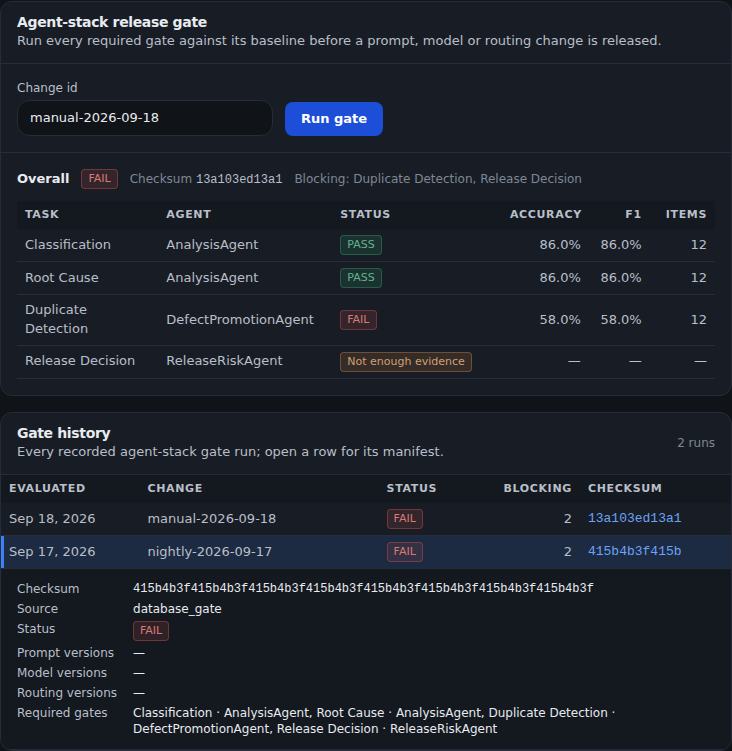 Agent-stack release gate
Run every required gate against its baseline before a prompt, model or routing change is released.
Change id
manual-2026-09-18
Run gate
Overall FAIL Checksum 13a103ed13a1 Blocking: Duplicate Detection, Release Decision
TASK AGENT STATUS ACCURACY F1 ITEMS
Classification AnalysisAgent PASS 86.0% 86.0% 12
Root Cause AnalysisAgent PASS 86.0% 86.0% 12
Duplicate
Detection DefectPromotionAgent FAIL 58.0% 58.0% 12
Release Decision ReleaseRiskAgent Not enough evidence — — —
Gate history
Every recorded agent-stack gate run; open a row for its manifest.
2 runs
EVALUATED CHANGE STATUS BLOCKING CHECKSUM
Sep 18, 2026 manual-2026-09-18 FAIL 2 13a103ed13a1
Sep 17, 2026 nightly-2026-09-17 FAIL 2 415b4b3f415b
Checksum 415b4b3f415b4b3f415b4b3f415b4b3f415b4b3f415b4b3f415b4b3f415b4b3f
Source database_gate
Status FAIL
Prompt versions —
Model versions —
Routing versions —
Required gates Classification · AnalysisAgent, Root Cause · AnalysisAgent, Duplicate Detection ·
DefectPromotionAgent, Release Decision · ReleaseRiskAgent